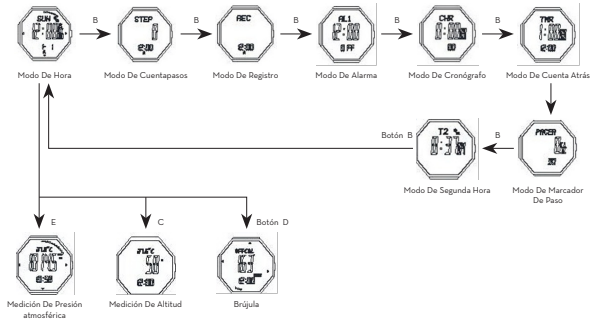 SUN
B
STEP
1
12:00
B
REC
12:00
B
AL1
12:00
OFF
B
CHR
0:00
00
B
TMR
12:00
Modo De Hora
Modo De Cuentapasos
Modo De Registro
Modo De Alarma
Modo De Cronógrafo
Modo De Cuenta Atrás
Botón B
T2
B
PACER
Modo De Segunda Hora
Modo De Marcador
De Paso
E
C
Botón D
12:00
Medición De Presión
atmosférica
Medición De Altitud
Brújula